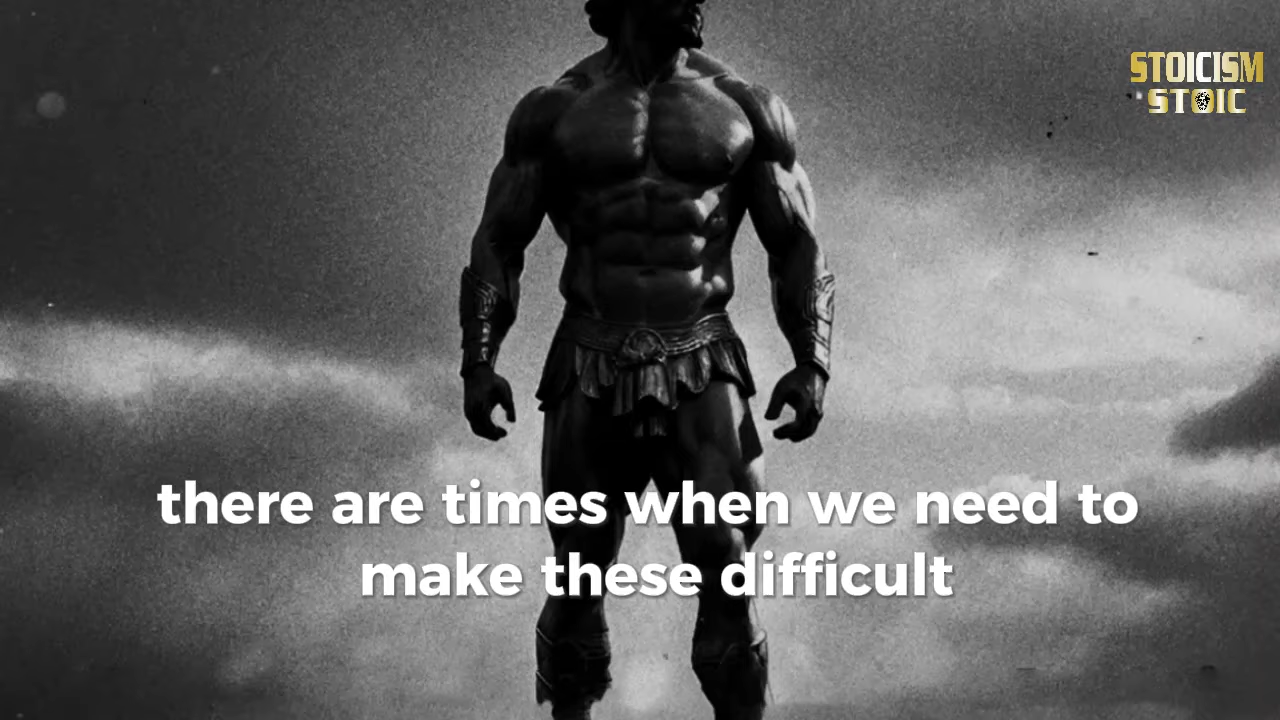 STOICISM
STOIC
there are times when we need to
make these difficult